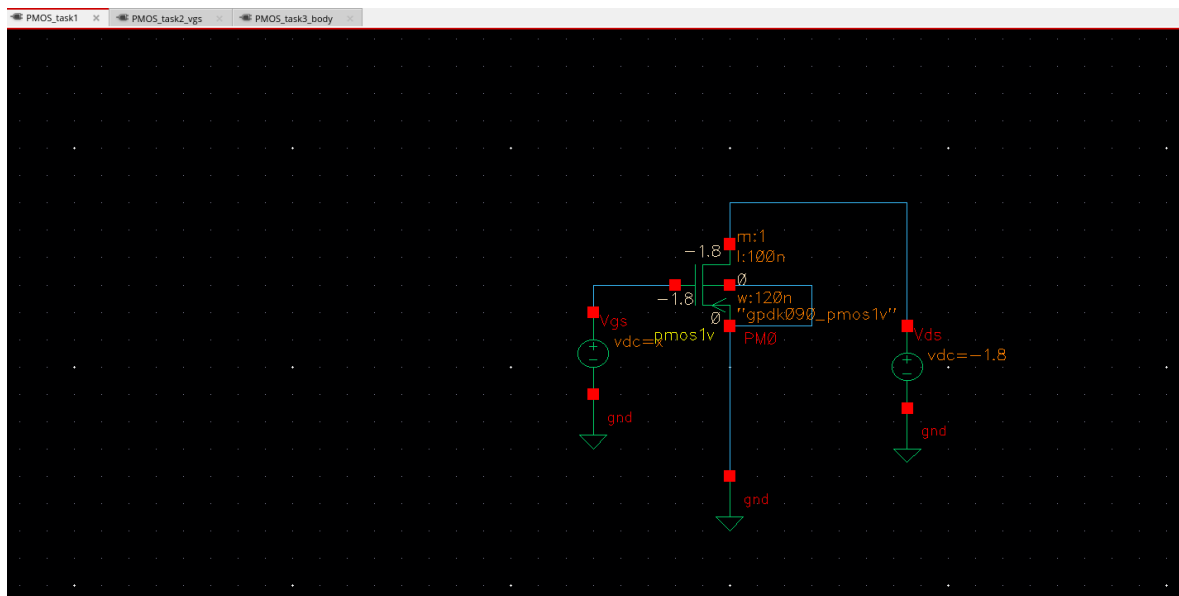 PMOS_task1 × PMOS_task2_vgs × PMOS_task3_body ×
m:1
-1.8
l:100n
0
-1.8
w:120n
0
"gpdk090_pmos1v"
Vgs
vdc=x
pmos1v
PM0
Vds
vdc=-1.8
gnd
gnd
gnd